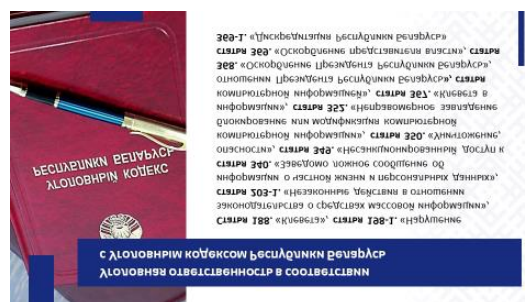 Уголовная ответственность в соответствии
с Уголовным кодексом Республики Беларусь
УГОЛОВНЫЙ КОДЕКС
РЕСПУБЛИКИ БЕЛАРУСЬ
Статья 188. «Клевета», статья 198-1. «Нарушение
законодательства о средствах массовой информации»,
статья 203-1. «Незаконные действия в отношении
информации о частной жизни и персональных данных»,
статья 340. «Заведомо ложное сообщение об
опасности», статья 349. «Несанкционированный доступ к
компьютерной информации», статья 350. «Уничтожение,
блокирование или модификация компьютерной
информации», статья 352. «Неправомерное завладение
компьютерной информацией», статья 367. «Клевета в
отношении Президента Республики Беларусь», статья
368. «Оскорбление Президента Республики Беларусь»,
статья 369. «Оскорбление представителя власти», статья
369-1. «Дискредитация Республики Беларусь»